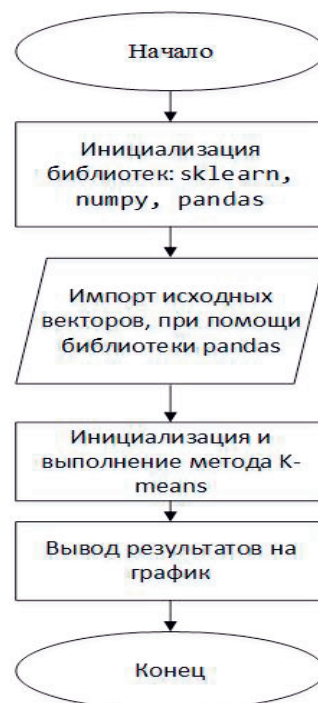 Начало
Инициализация
библиотек: sklearn,
numpy, pandas
Импорт исходных
векторов, при помощи
библиотеки pandas
Инициализация и
выполнение метода K-
means
Вывод результатов на
график
Конец